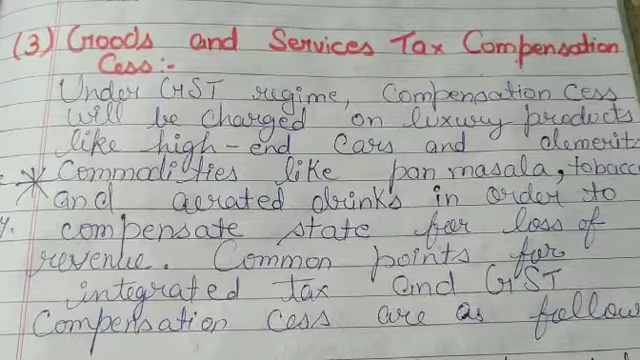 (3) Goods and Services Tax Compensation
Cess:-
Under GST regime, Compensation Cess
will be charged on luxury products
like high-end cars and demerits
* Commodities like pan masala, tobacc
and aerated drinks in order to
y. compensate state for loss of
revenue. Common points for
integrated tax and GST
Compensation cess are as follow